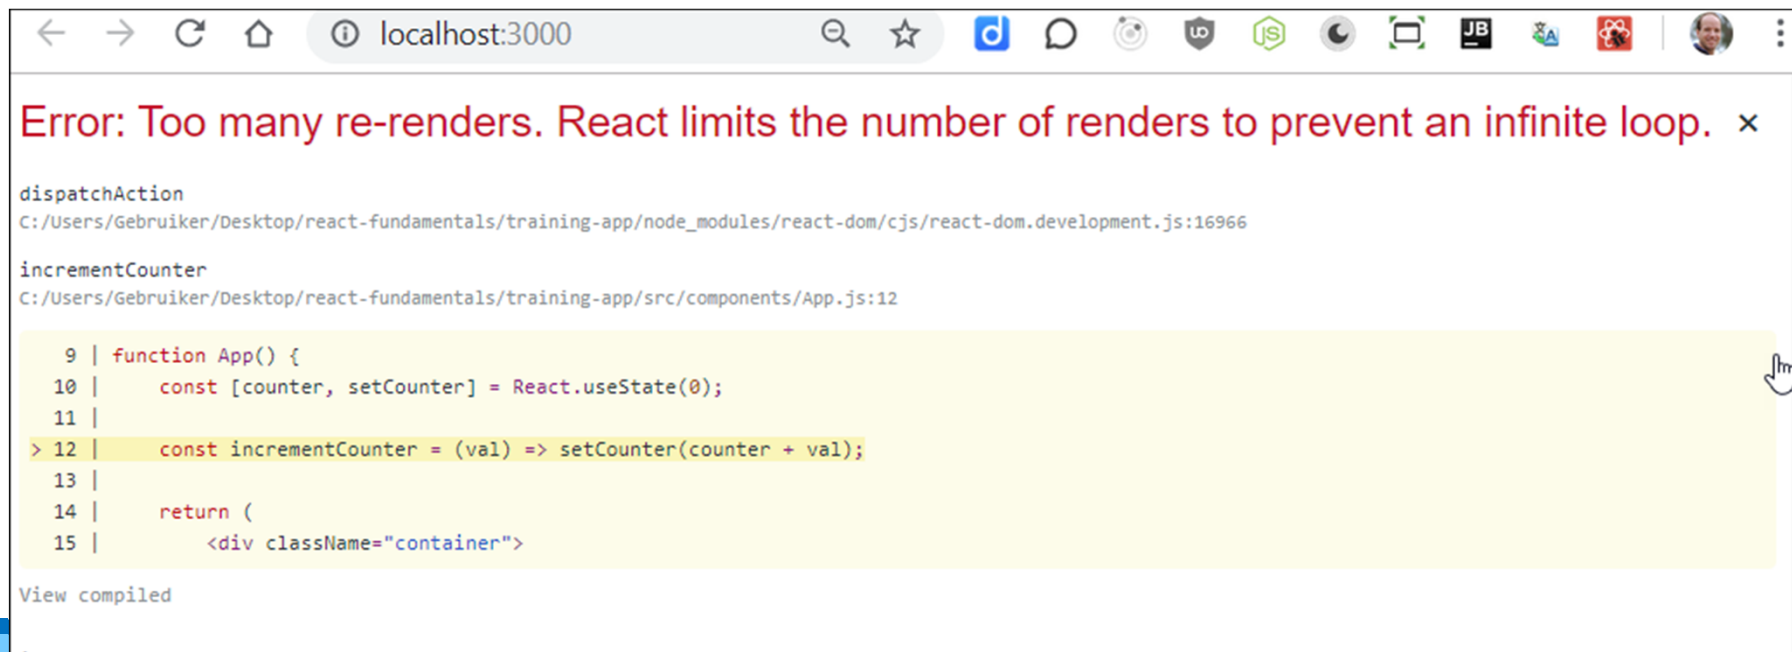 localhost:3000
Error: Too many re-renders. React limits the number of renders to prevent an infinite loop. ×
dispatchAction
C:/Users/Gebruiker/Desktop/react-fundamentals/training-app/node_modules/react-dom/cjs/react-dom.development.js:16966
incrementCounter
C:/Users/Gebruiker/Desktop/react-fundamentals/training-app/src/components/App.js:12
9 | function App() {
10 |     const [counter, setCounter] = React.useState(0);
11 |
> 12 |     const incrementCounter = (val) => setCounter(counter + val);
13 |
14 |     return (
15 |         <div className="container">
View compiled